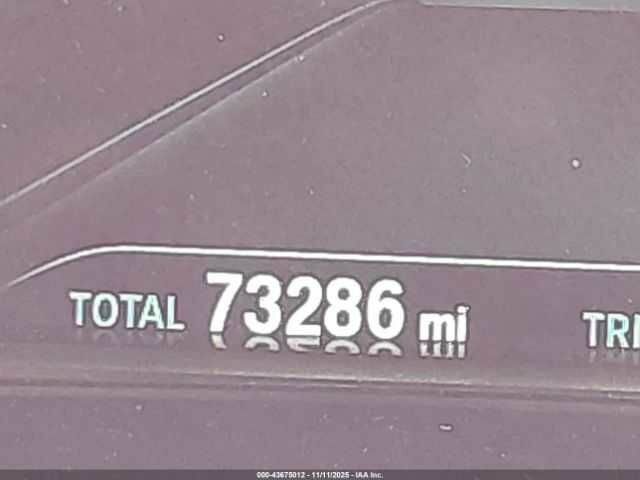 TOTAL 73286 mi TRI
000-43675012 - 11/11/2025 - IAA Inc.